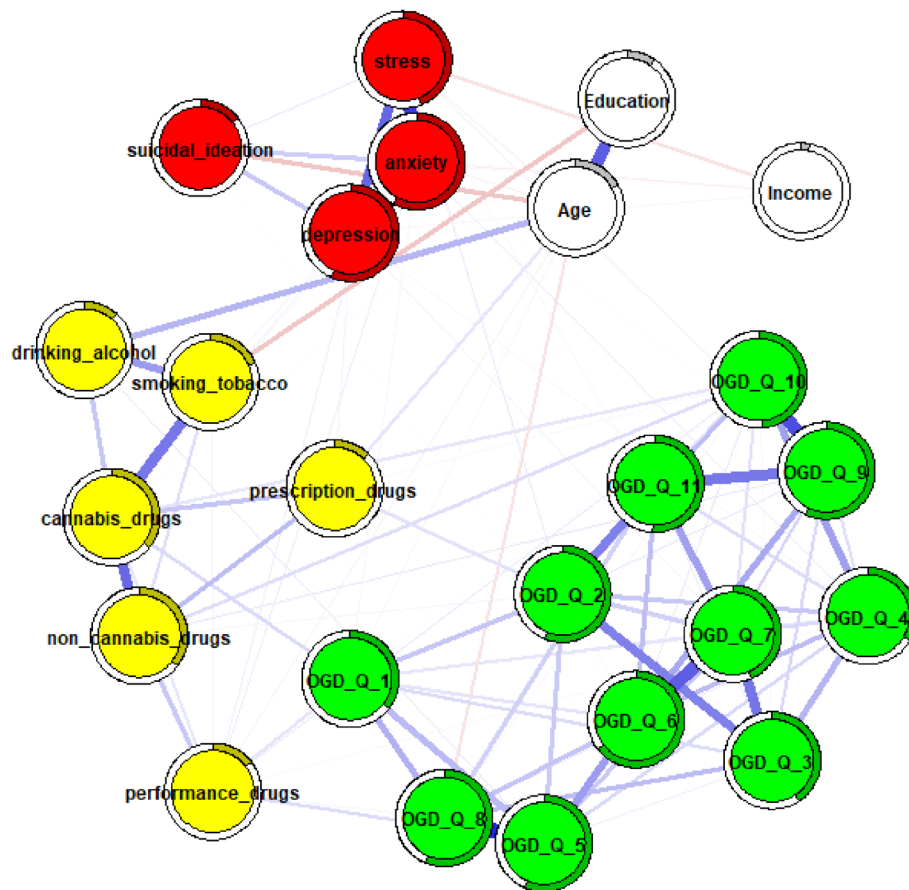 stress
Education
suicidal_ideation
anxiety
Income
Age
depression
drinking_alcohol
smoking_tobacco
OGD_Q_10
OGD_Q_9
OGD_Q_11
prescription_drugs
cannabis_drugs
OGD_Q_2
OGD_Q_4
OGD_Q_7
non_cannabis_drugs
OGD_Q_1
OGD_Q_6
OGD_Q_3
performance_drugs
OGD_Q_8
OGD_Q_5